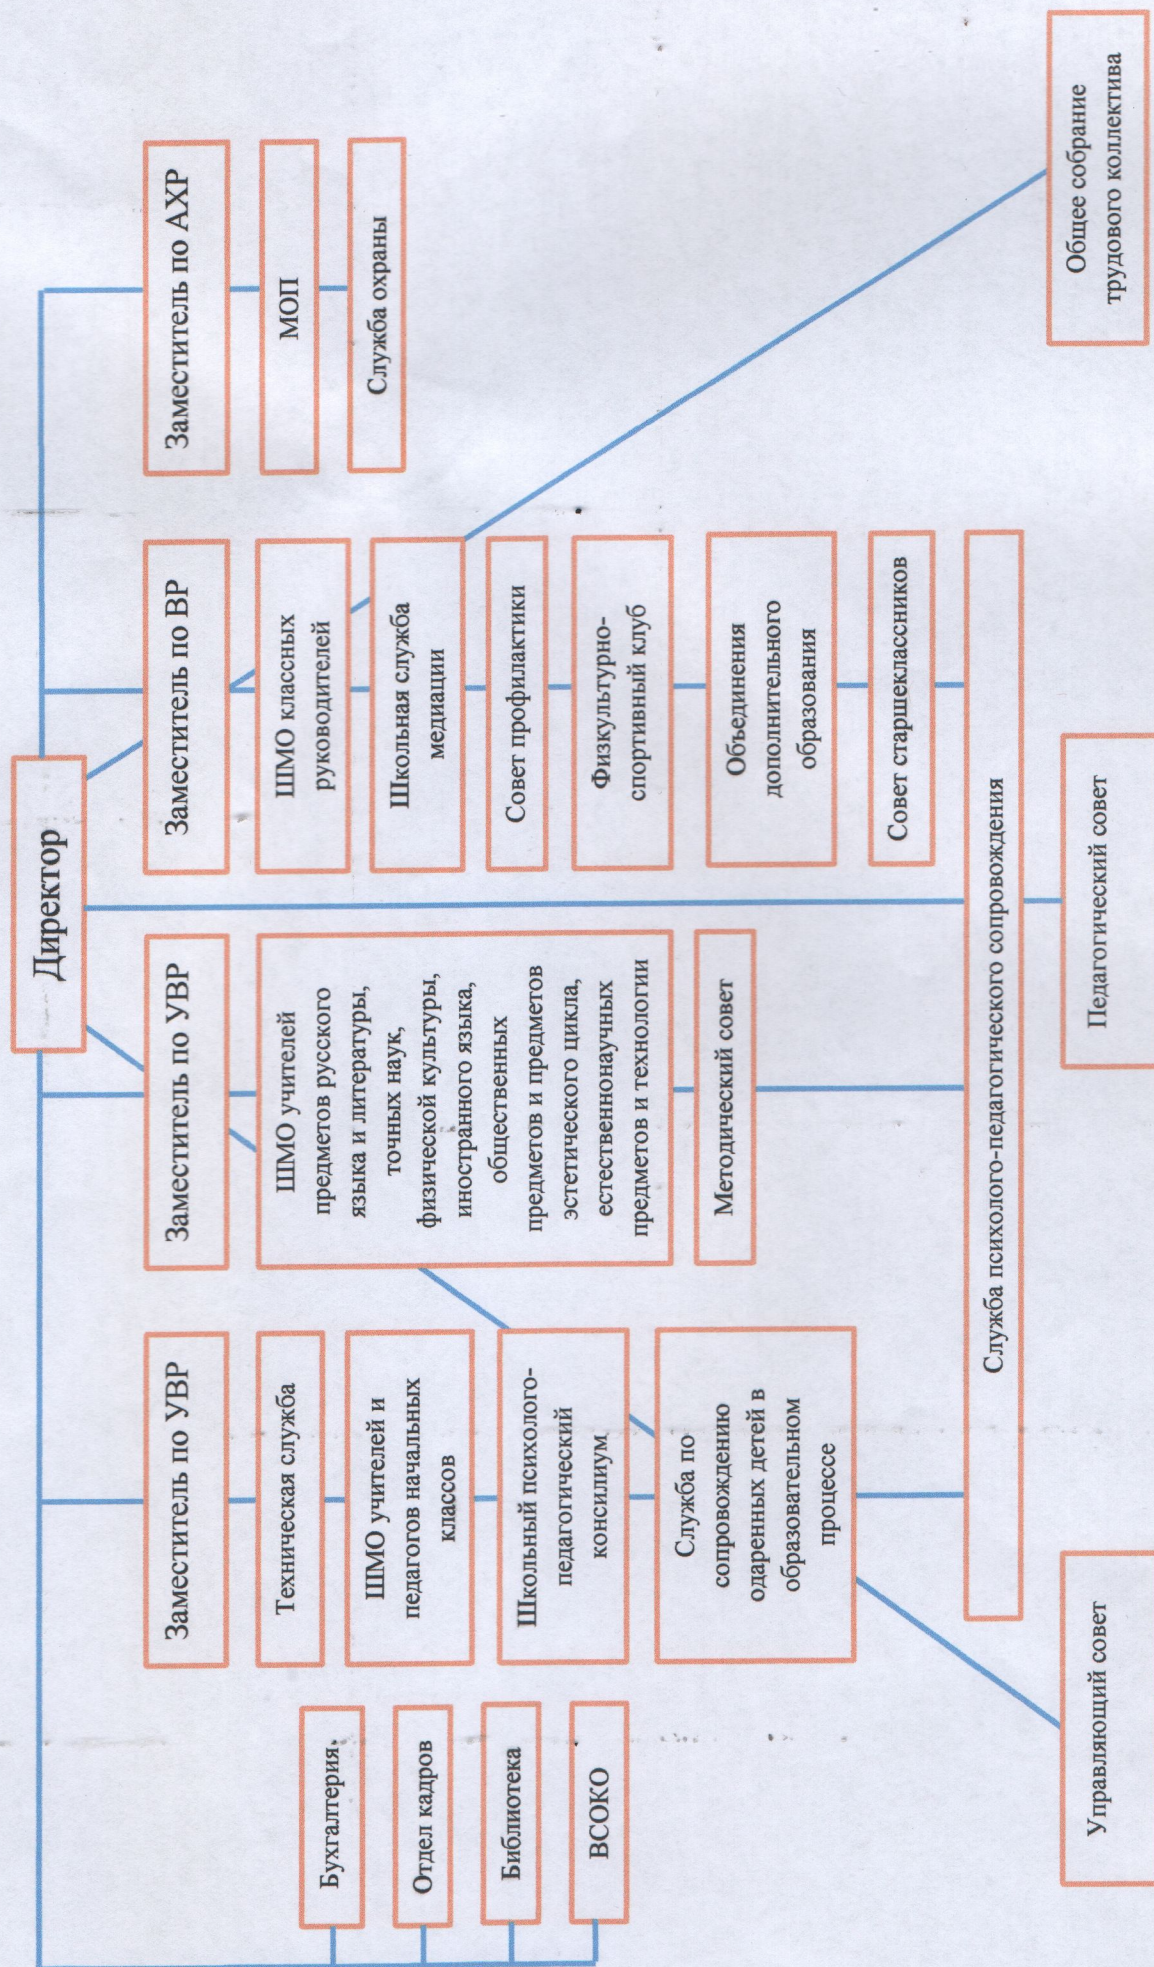 Директор
Бухгалтерия
Отдел кадров
Библиотека
ВСОКО
Заместитель по УВР
Техническая служба
ШМО учителей и
педагогов начальных
классов
Школьный психолого-
педагогический
консилиум
Служба по
сопровождению
одаренных детей в
образовательном
процессе
Заместитель по УВР
ШМО учителей
предметов русского
языка и литературы,
точных наук,
физической культуры,
иностранного языка,
общественных
предметов и предметов
эстетического цикла,
естественнонаучных
предметов и технологии
Методический совет
Заместитель по ВР
ШМО классных
руководителей
Школьная служба
медиации
Совет профилактики
Физкультурно-
спортивный клуб
Объединения
дополнительного
образования
Совет старшеклассников
Заместитель по АХР
МОП
Служба охраны
Служба психолого-педагогического сопровождения
Управляющий совет
Педагогический совет
Общее собрание
трудового коллектива